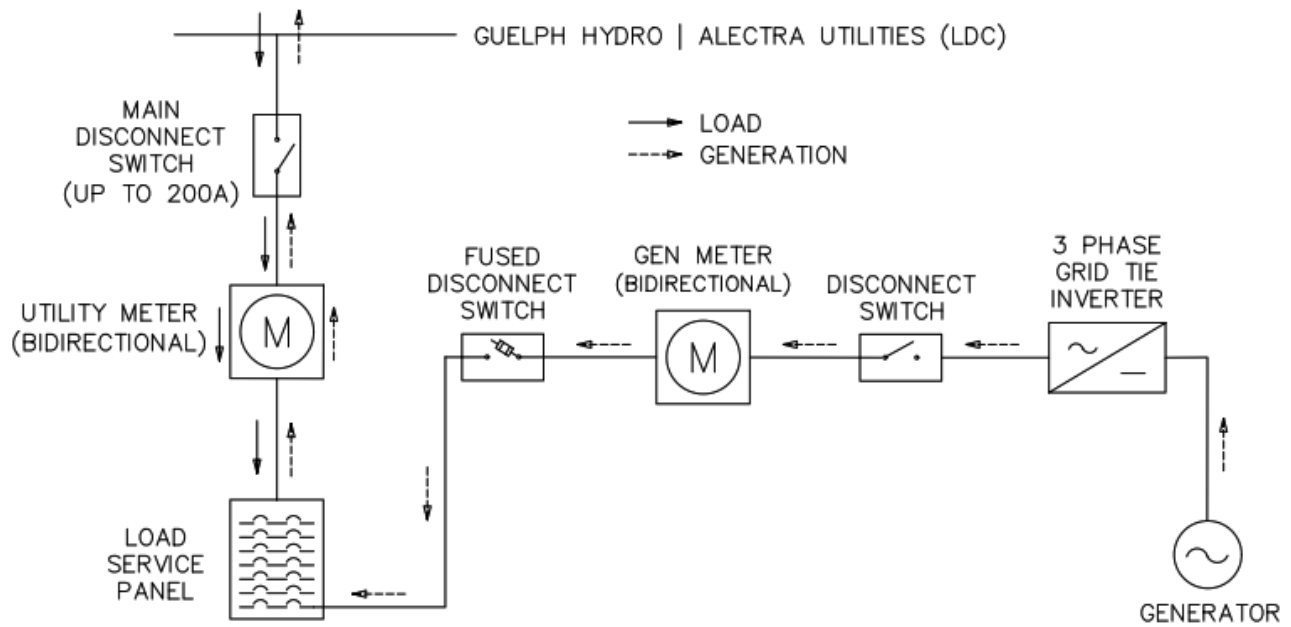 GUELPH HYDRO | ALECTRA UTILITIES (LDC)
MAIN
DISCONNECT
SWITCH
(UP TO 200A)
LOAD
GENERATION
UTILITY METER
(BIDIRECTIONAL)
M
FUSED
DISCONNECT
SWITCH
GEN METER
(BIDIRECTIONAL)
M
DISCONNECT
SWITCH
3 PHASE
GRID TIE
INVERTER
LOAD
SERVICE
PANEL
GENERATOR